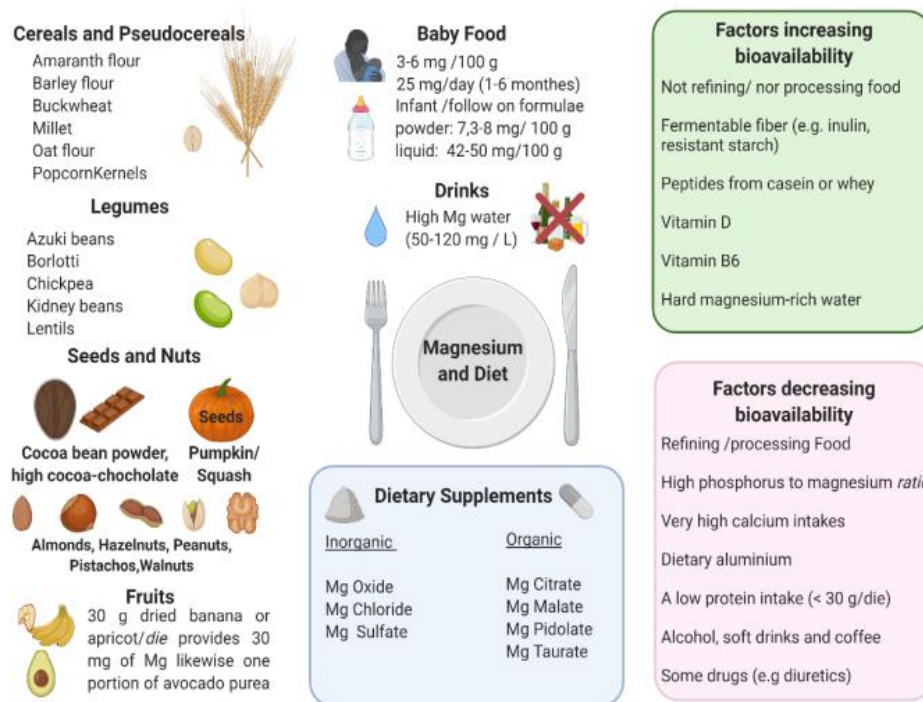 Cereals and Pseudocereals
Amaranth flour
Barley flour
Buckwheat
Millet
Oat flour
PopcornKernels
Legumes
Azuki beans
Borlotti
Chickpea
Kidney beans
Lentils
Seeds and Nuts
Seeds
Cocoa bean powder,
high cocoa-chocholate
Pumpkin/
Squash
Almonds, Hazelnuts, Peanuts,
Pistachos,Walnuts
Fruits
30 g dried banana or
apricot/die provides 30
mg of Mg likewise one
portion of avocado purea
Baby Food
3-6 mg /100 g
25 mg/day (1-6 monthes)
Infant /follow on formulae
powder: 7,3-8 mg/ 100 g
liquid: 42-50 mg/100 g
Drinks
High Mg water
(50-120 mg / L)
Magnesium
and Diet
Dietary Supplements
Inorganic
Mg Oxide
Mg Chloride
Mg Sulfate
Organic
Mg Citrate
Mg Malate
Mg Pidolate
Mg Taurate
Factors increasing
bioavailability
Not refining/ nor processing food
Fermentable fiber (e.g. inulin,
resistant starch)
Peptides from casein or whey
Vitamin D
Vitamin B6
Hard magnesium-rich water
Factors decreasing
bioavailability
Refining /processing Food
High phosphorus to magnesium ratio
Very high calcium intakes
Dietary aluminium
A low protein intake (< 30 g/die)
Alcohol, soft drinks and coffee
Some drugs (e.g diuretics)